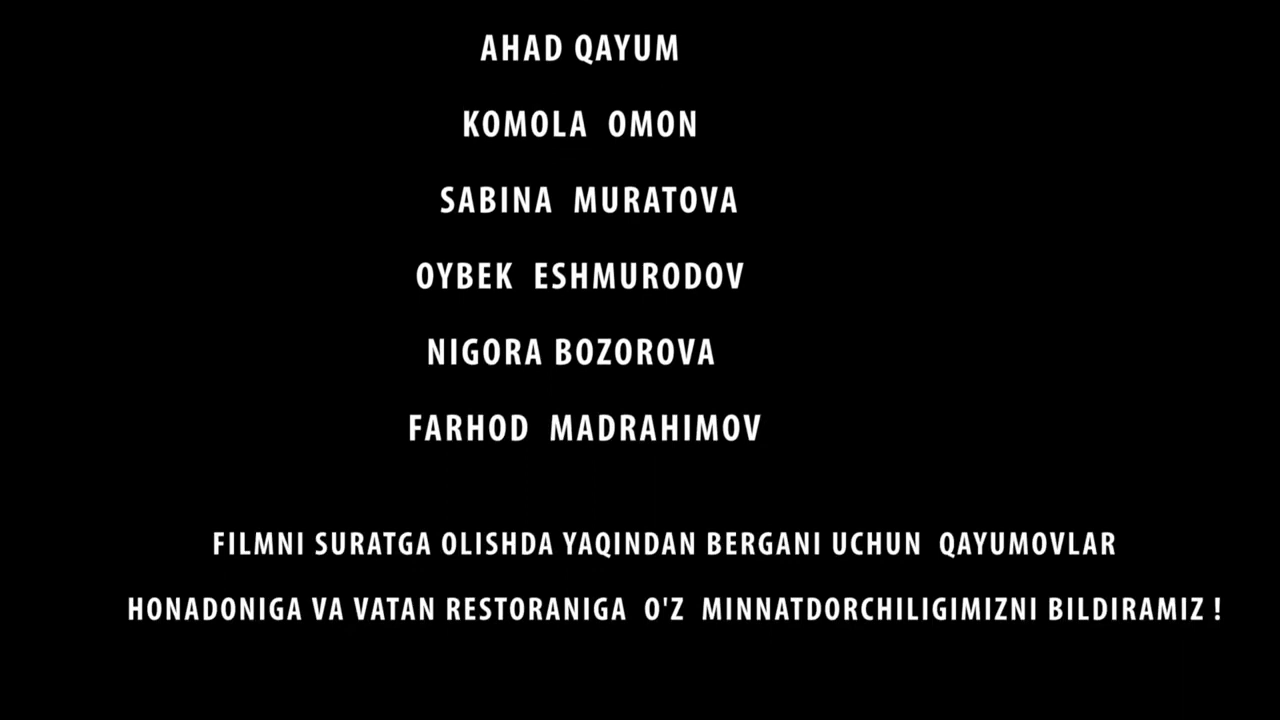 AHAD QAYUM
KOMOLA OMON
SABINA MURATOVA
OYBEK ESHMURODOV
NIGORA BOZOROVA
FARHOD MADRAHIMOV
FILMNI SURATGA OLISHDA YAQINDAN BERGANI UCHUN QAYUMOVLAR
HONADONIGA VA VATAN RESTORANIGA O'Z MINNATDORCHILIGIMIZNI BILDIRAMIZ !